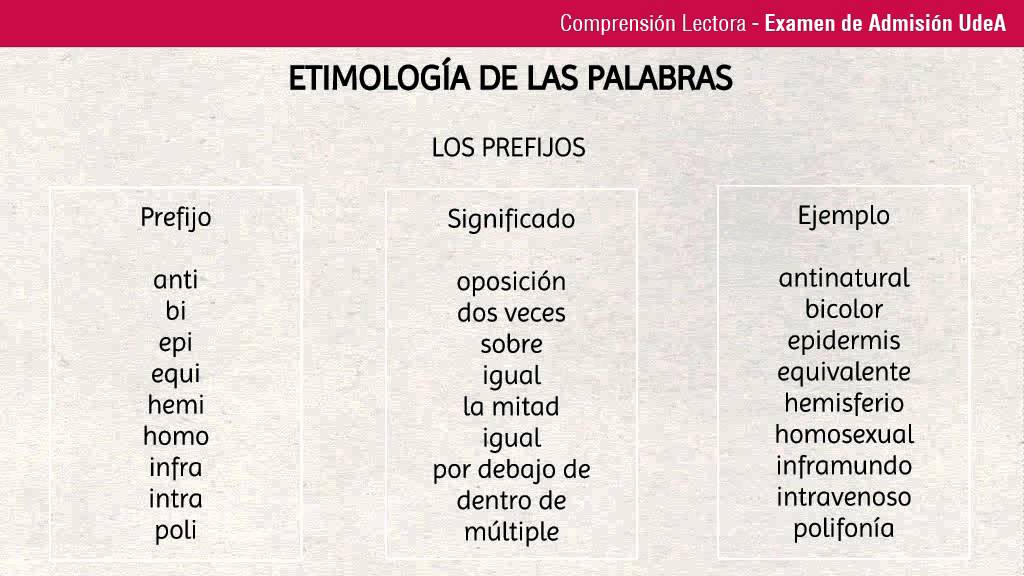 Comprensión Lectora - Examen de Admisión UdeA
ETIMOLOGÍA DE LAS PALABRAS
LOS PREFIJOS
Prefijo Significado Ejemplo
anti oposición antinatural
bi dos veces bicolor
epi sobre epidermis
equi igual equivalente
hemi la mitad hemisferio
homo igual homosexual
infra por debajo de inframundo
intra dentro de intravenoso
poli múltiple polifonía